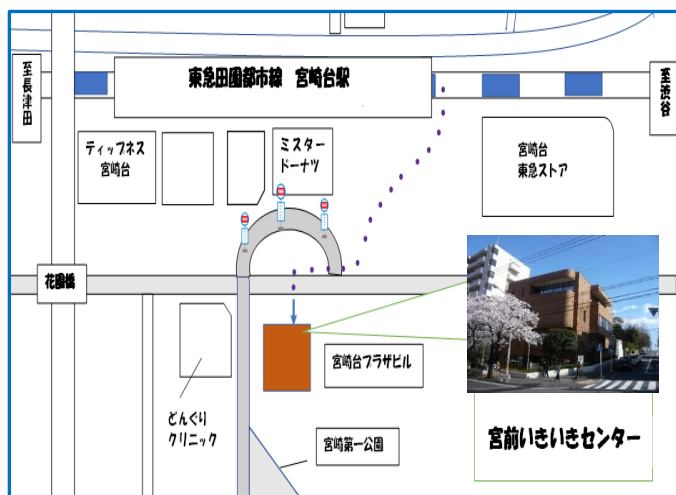 東急田園都市線 宮崎台駅
至長津田
至渋谷
ティップネス
宮崎台
ミスター
ドーナツ
宮崎台
東急ストア
花園橋
宮崎台プラザビル
どんぐり
クリニック
宮崎第一公園
宮前いきいきセンター